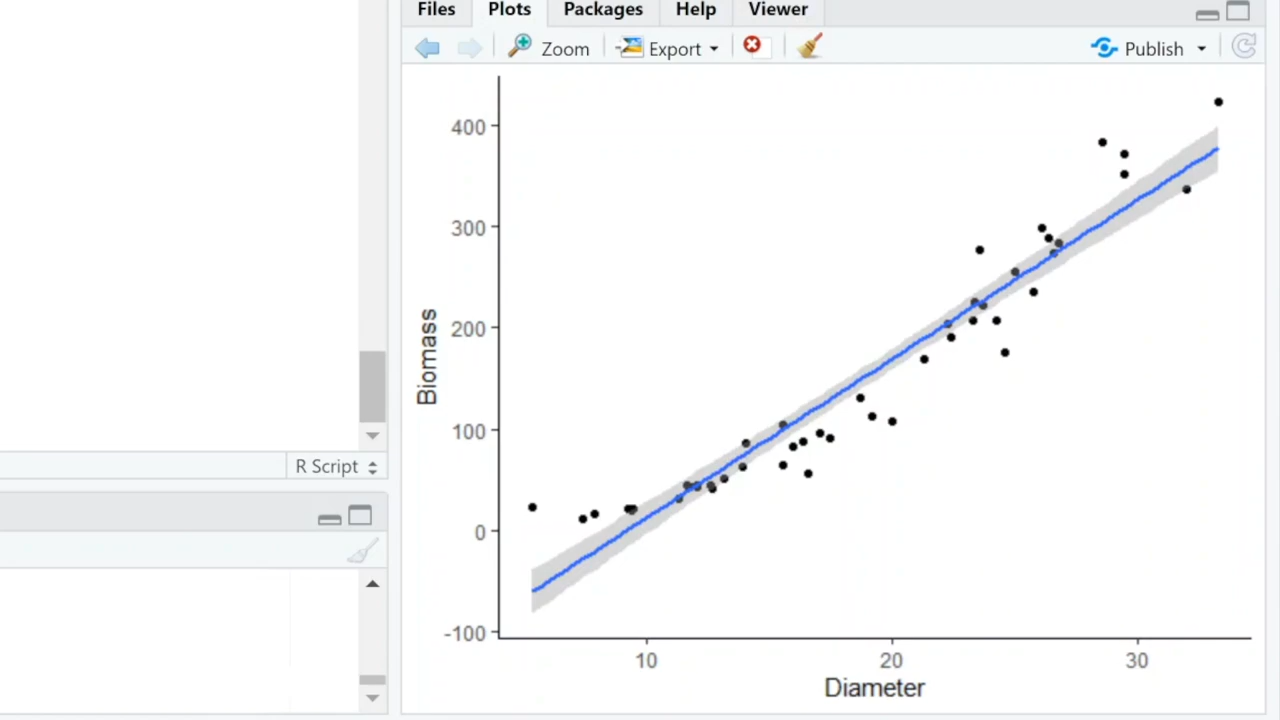 Files Plots Packages Help Viewer
Zoom Export Publish
400
300
200
100
0
-100
Biomass
10 20 30
Diameter
R Script